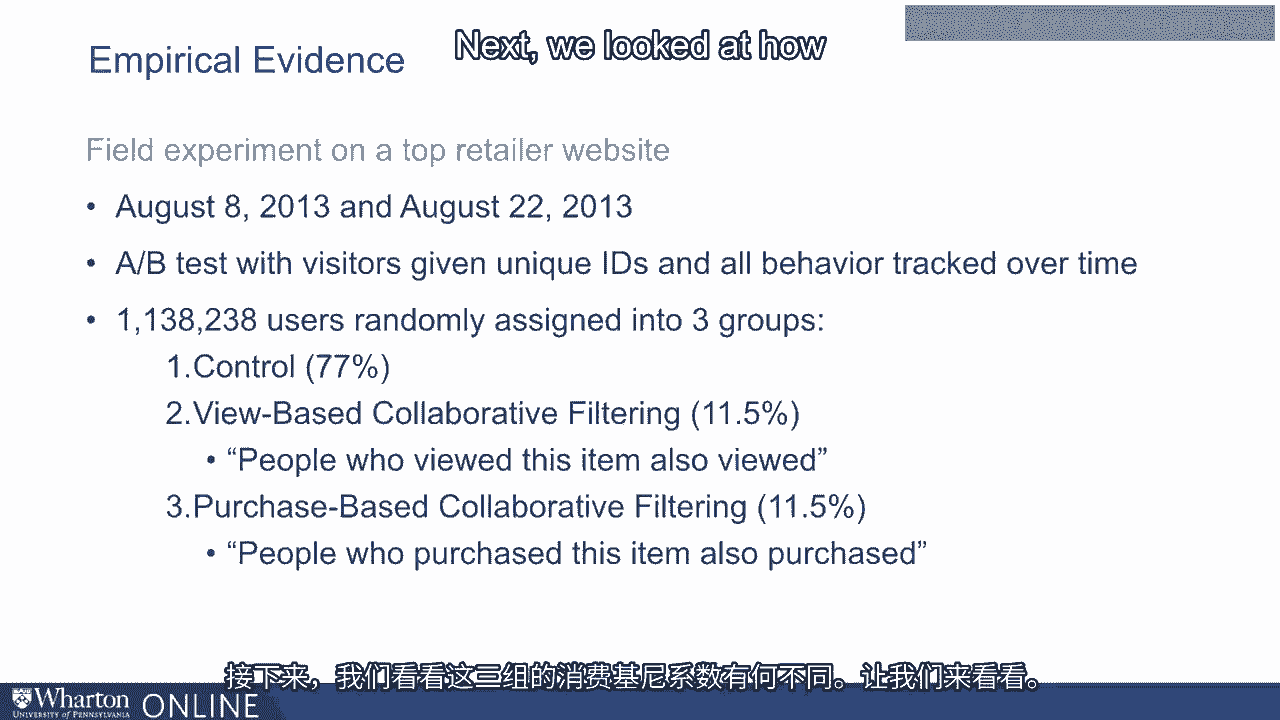 Next, we looked at how
Empirical Evidence
Field experiment on a top retailer website
• August 8, 2013 and August 22, 2013
• A/B test with visitors given unique IDs and all behavior tracked over time
• 1,138,238 users randomly assigned into 3 groups:
1.Control (77%)
2.View-Based Collaborative Filtering (11.5%)
• “People who viewed this item also viewed”
3.Purchase-Based Collaborative Filtering (11.5%)
• “People who purchased this item also purchased”
接下来，我们看看这三组的消费基尼系数有何不同。让我们来看看。
Wharton ONLINE
UNIVERSITY of PENNSYLVANIA